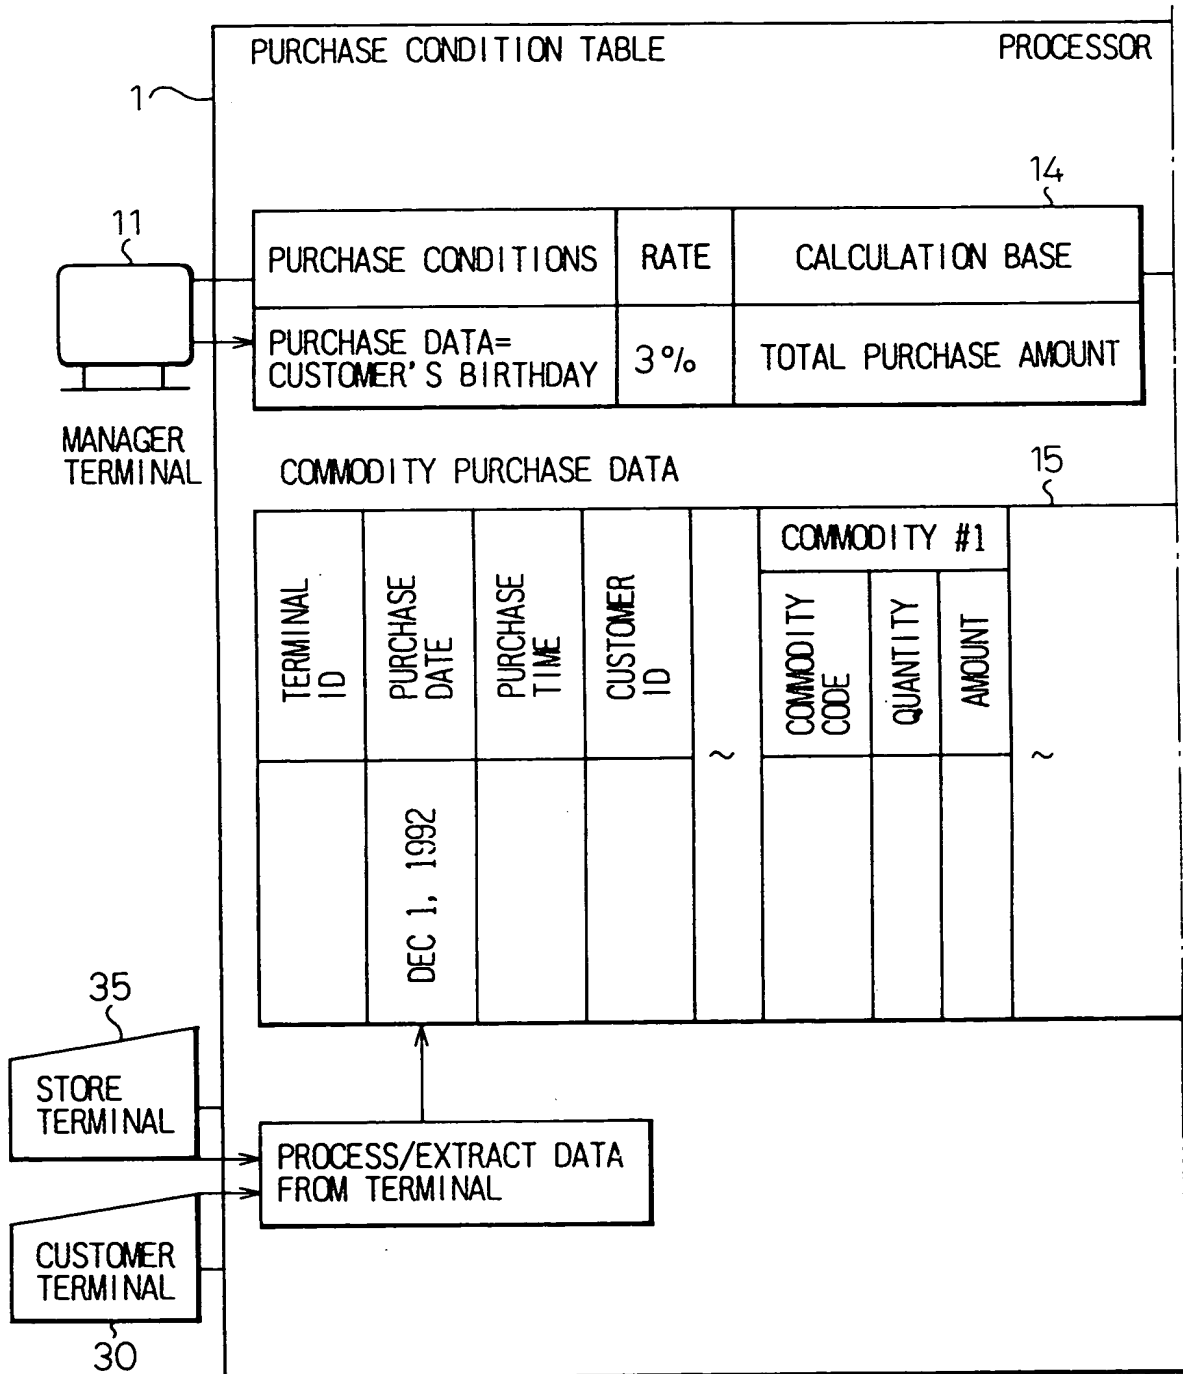 PURCHASE CONDITION TABLE
PROCESSOR
1
14
11
PURCHASE CONDITIONS
RATE
CALCULATION BASE
PURCHASE DATA=
CUSTOMER'S BIRTHDAY
3%
TOTAL PURCHASE AMOUNT
MANAGER
TERMINAL
COMMODITY PURCHASE DATA
15
TERMINAL
ID
PURCHASE
DATE
PURCHASE
TIME
CUSTOMER
ID
~
COMMODITY #1
COMMODITY
CODE
QUANTITY
AMOUNT
~
DEC 1, 1992
35
STORE
TERMINAL
PROCESS/EXTRACT DATA
FROM TERMINAL
CUSTOMER
TERMINAL
30